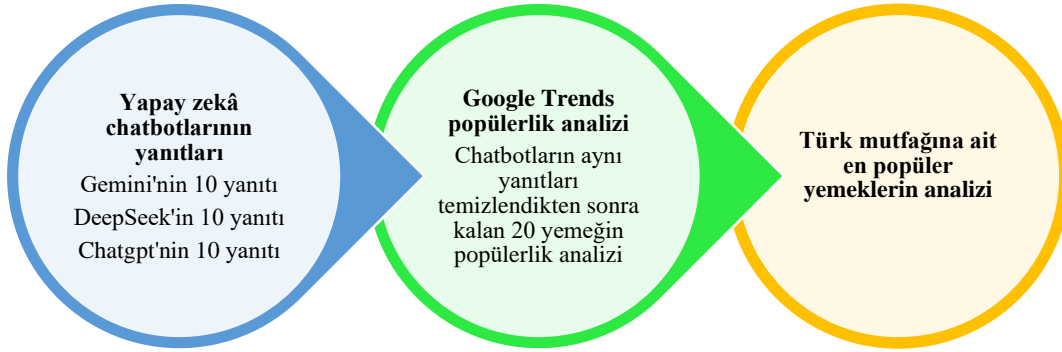 Yapay zekâ
chatbotlarının
yanıtları
Gemini'nin 10 yanıtı
DeepSeek'in 10 yanıtı
Chatgpt'nin 10 yanıtı
Google Trends
popülerlik analizi
Chatbotların aynı
yanıtları
temizlendikten sonra
kalan 20 yemeğin
popülerlik analizi
Türk mutfağına ait
en popüler
yemeklerin analizi